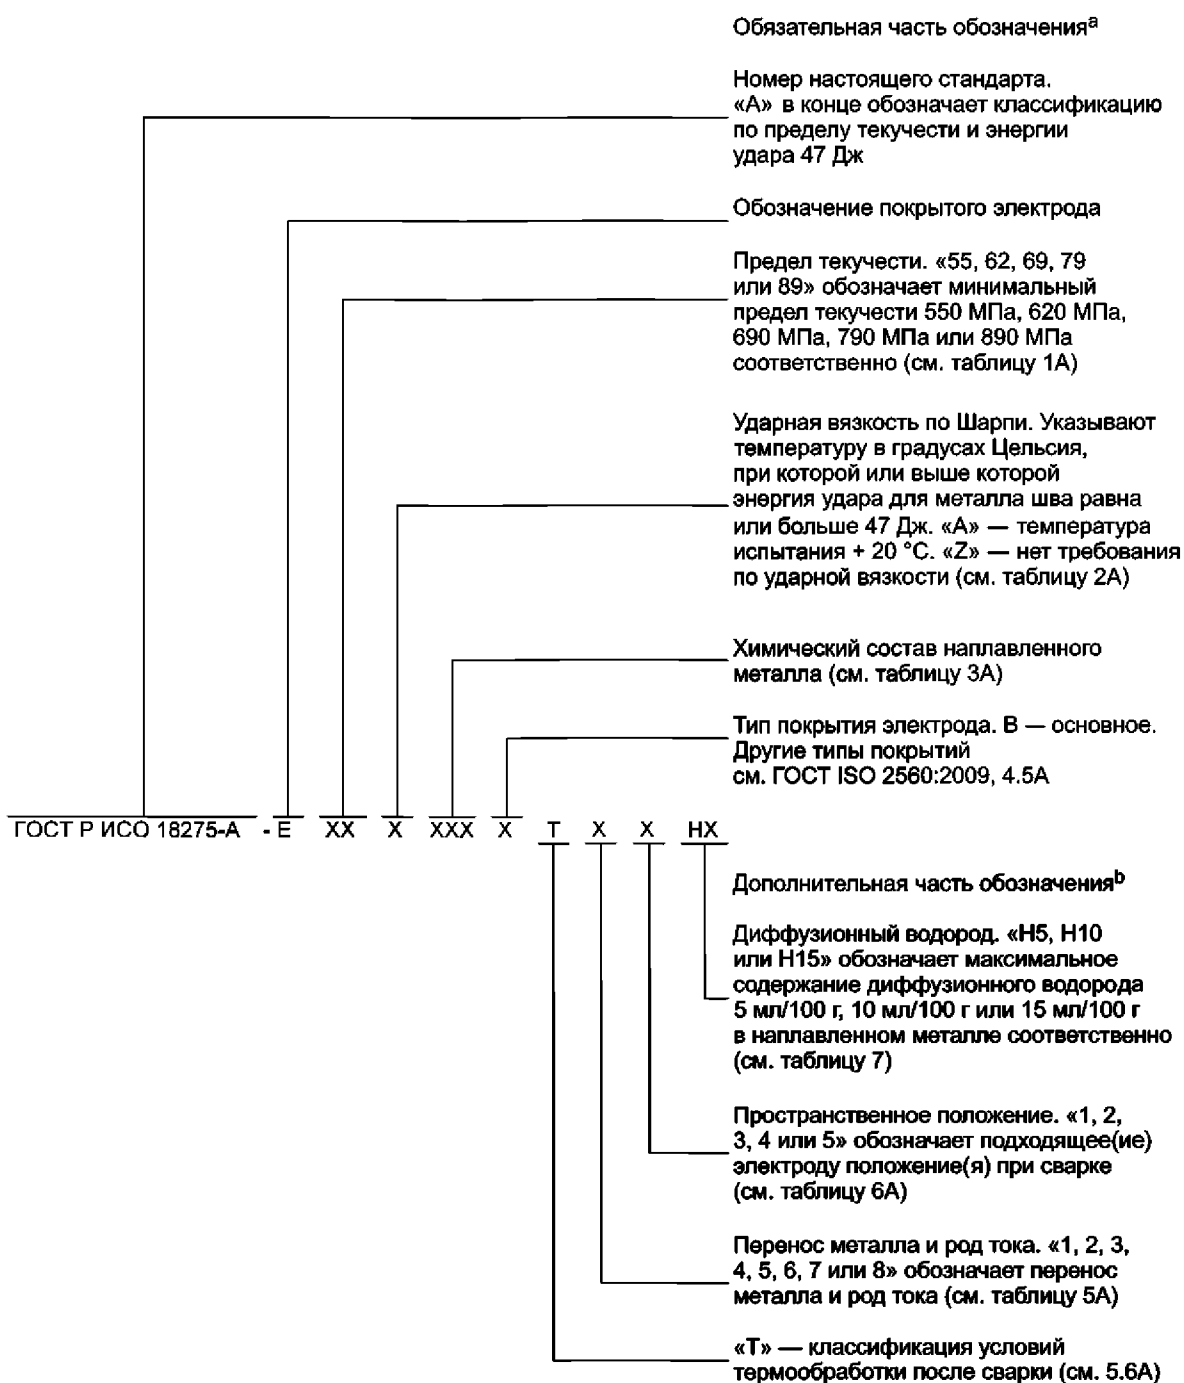 Обязательная часть обозначенияa
Номер настоящего стандарта.
«А» в конце обозначает классификацию
по пределу текучести и энергии
удара 47 Дж
Обозначение покрытого электрода
Предел текучести. «55, 62, 69, 79
или 89» обозначает минимальный
предел текучести 550 МПа, 620 МПа,
690 МПа, 790 МПа или 890 МПа
соответственно (см. таблицу 1А)
Ударная вязкость по Шарпи. Указывают
температуру в градусах Цельсия,
при которой или выше которой
энергия удара для металла шва равна
или больше 47 Дж. «А» — температура
испытания + 20 °С. «Z» — нет требования
по ударной вязкости (см. таблицу 2А)
Химический состав наплавленного
металла (см. таблицу 3А)
Тип покрытия электрода. В — основное.
Другие типы покрытий
см. ГОСТ ISO 2560:2009, 4.5А
ГОСТ Р ИСО 18275-А - Е ХХ Х ХХХ Х Т Х Х НХ
Дополнительная часть обозначенияb
Диффузионный водород. «Н5, Н10
или Н15» обозначает максимальное
содержание диффузионного водорода
5 мл/100 г, 10 мл/100 г или 15 мл/100 г
в наплавленном металле соответственно
(см. таблицу 7)
Пространственное положение. «1, 2,
3, 4 или 5» обозначает подходящее(ие)
электроду положение(я) при сварке
(см. таблицу 6А)
Перенос металла и род тока. «1, 2, 3,
4, 5, 6, 7 или 8» обозначает перенос
металла и род тока (см. таблицу 5А)
«Т» — классификация условий
термообработки после сварки (см. 5.6А)